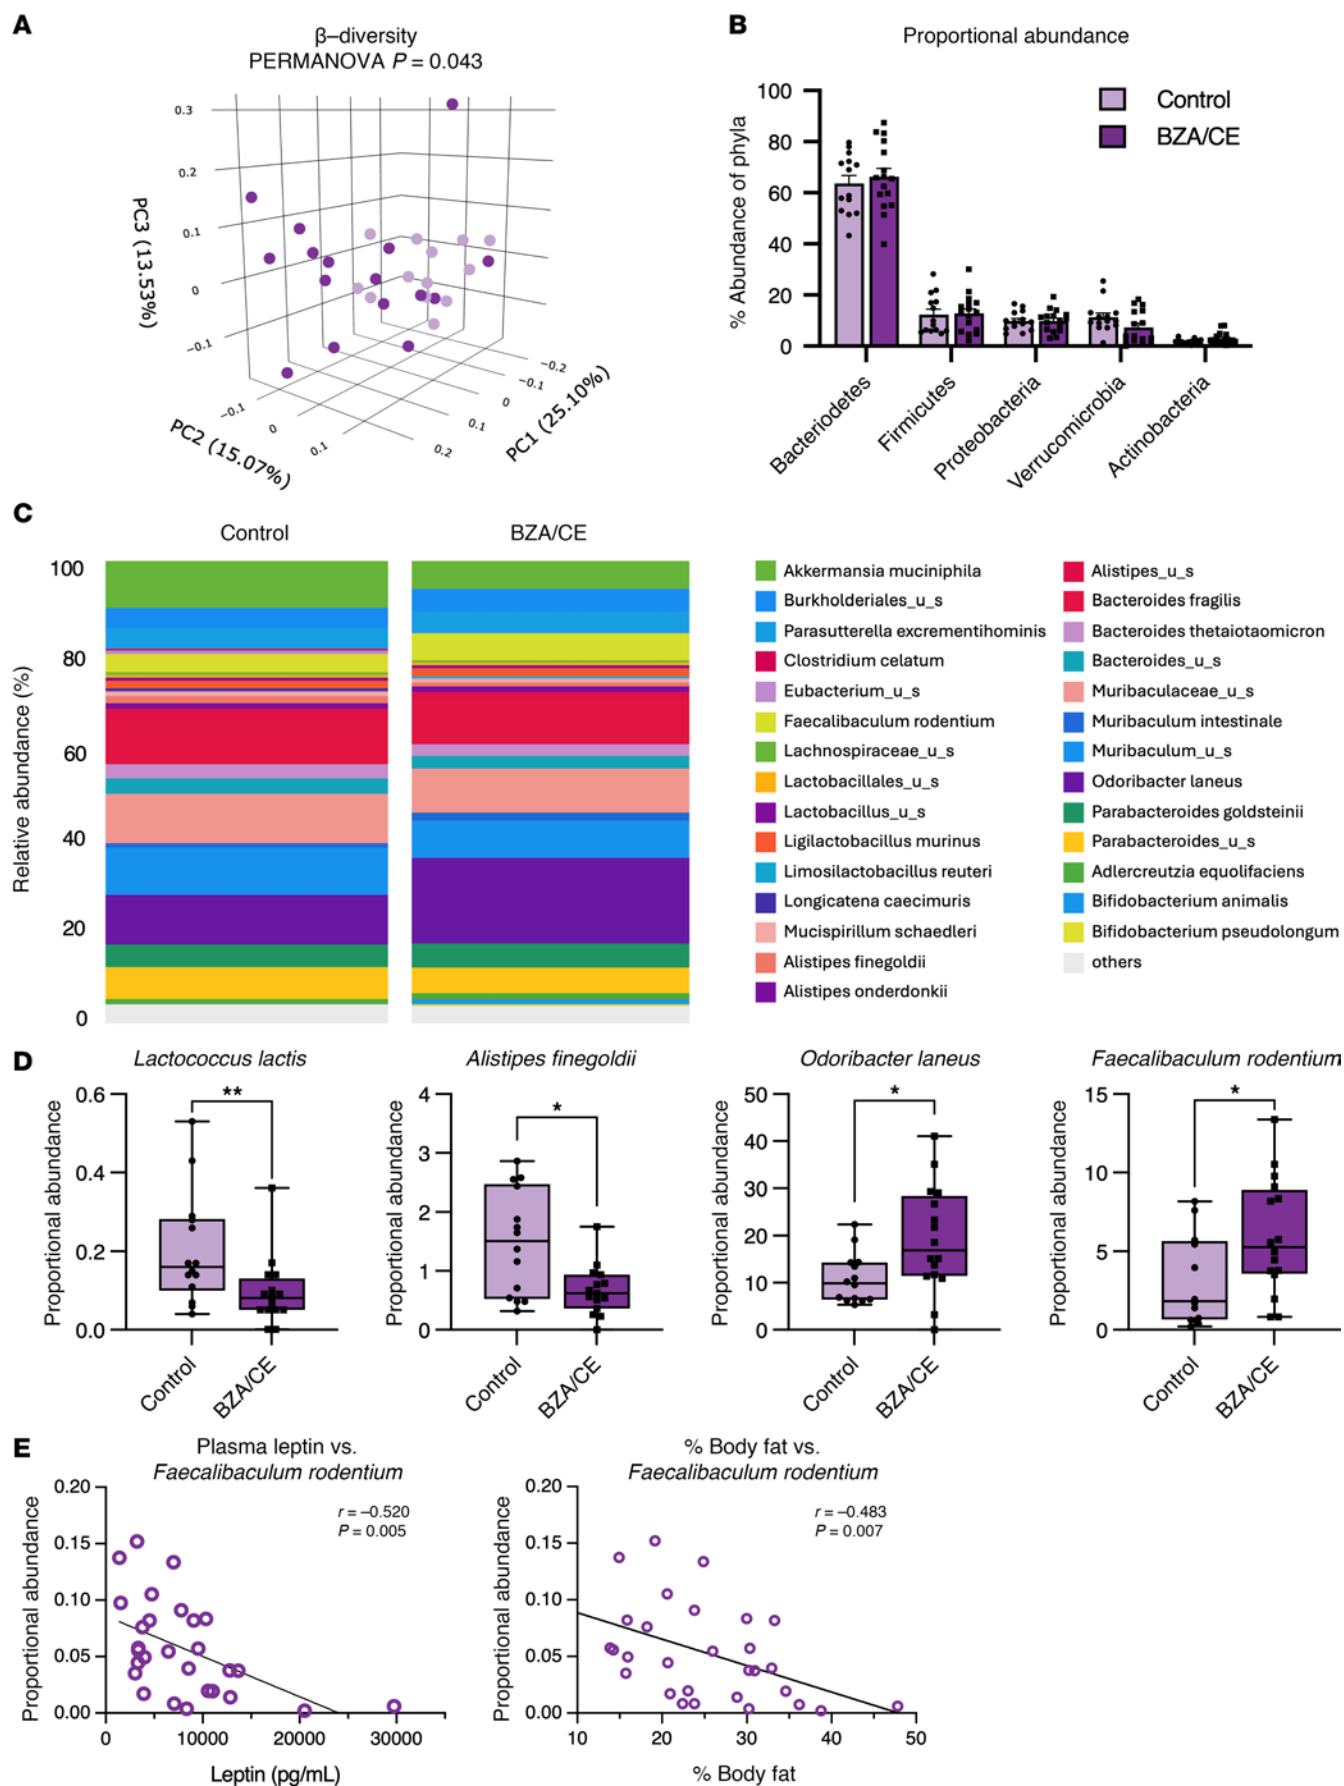 A
β–diversity
PERMANOVA P = 0.043
0.3
0.2
0.1
0
−0.1
PC3 (13.53%)
−0.1
0
0.1
PC2 (15.07%)
0.2
0.1
0
−0.1
−0.2
PC1 (25.10%)
B
Proportional abundance
% Abundance of phyla
100
80
60
40
20
0
Control
BZA/CE
Bacteriodetes
Firmicutes
Proteobacteria
Verrucomicrobia
Actinobacteria
C
Control
BZA/CE
Relative abundance (%)
100
80
60
40
20
0
Akkermansia muciniphila
Burkholderiales_u_s
Parasutterella excrementihominis
Clostridium celatum
Eubacterium_u_s
Faecalibaculum rodentium
Lachnospiraceae_u_s
Lactobacillales_u_s
Lactobacillus_u_s
Ligilactobacillus murinus
Limosilactobacillus reuteri
Longicatena caecimuris
Mucispirillum schaedleri
Alistipes finegoldii
Alistipes onderdonkii
Alistipes_u_s
Bacteroides fragilis
Bacteroides thetaiotaomicron
Bacteroides_u_s
Muribaculaceae_u_s
Muribaculum intestinale
Muribaculum_u_s
Odoribacter laneus
Parabacteroides goldsteinii
Parabacteroides_u_s
Adlercreutzia equolifaciens
Bifidobacterium animalis
Bifidobacterium pseudolongum
others
D
Lactococcus lactis
Proportional abundance
0.6
0.4
0.2
0.0
**
Control
BZA/CE
Alistipes finegoldii
Proportional abundance
4
3
2
1
0
*
Control
BZA/CE
Odoribacter laneus
Proportional abundance
50
40
30
20
10
0
*
Control
BZA/CE
Faecalibaculum rodentium
Proportional abundance
15
10
5
0
*
Control
BZA/CE
E
Plasma leptin vs.
Faecalibaculum rodentium
r = −0.520
P = 0.005
Proportional abundance
0.20
0.15
0.10
0.05
0.00
0
10000
20000
30000
Leptin (pg/mL)
% Body fat vs.
Faecalibaculum rodentium
r = −0.483
P = 0.007
Proportional abundance
0.20
0.15
0.10
0.05
0.00
10
20
30
40
50
% Body fat